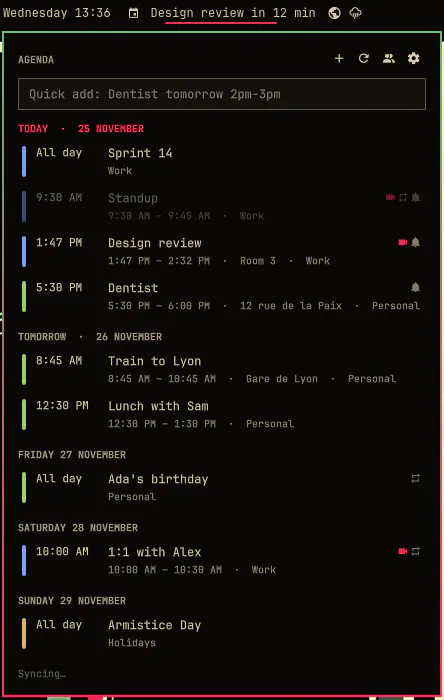 Wednesday 13:36 Design review in 12 min
AGENDA
Quick add: Dentist tomorrow 2pm-3pm
TODAY · 25 NOVEMBER
All day Sprint 14
Work
9:30 AM Standup
9:30 AM – 9:45 AM · Work
1:47 PM Design review
1:47 PM – 2:32 PM · Room 3 · Work
5:30 PM Dentist
5:30 PM – 6:00 PM · 12 rue de la Paix · Personal
TOMORROW · 26 NOVEMBER
8:45 AM Train to Lyon
8:45 AM – 10:45 AM · Gare de Lyon · Personal
12:30 PM Lunch with Sam
12:30 PM – 1:30 PM · Personal
FRIDAY 27 NOVEMBER
All day Ada's birthday
Personal
SATURDAY 28 NOVEMBER
10:00 AM 1:1 with Alex
10:00 AM – 10:30 AM · Work
SUNDAY 29 NOVEMBER
All day Armistice Day
Holidays
Syncing…